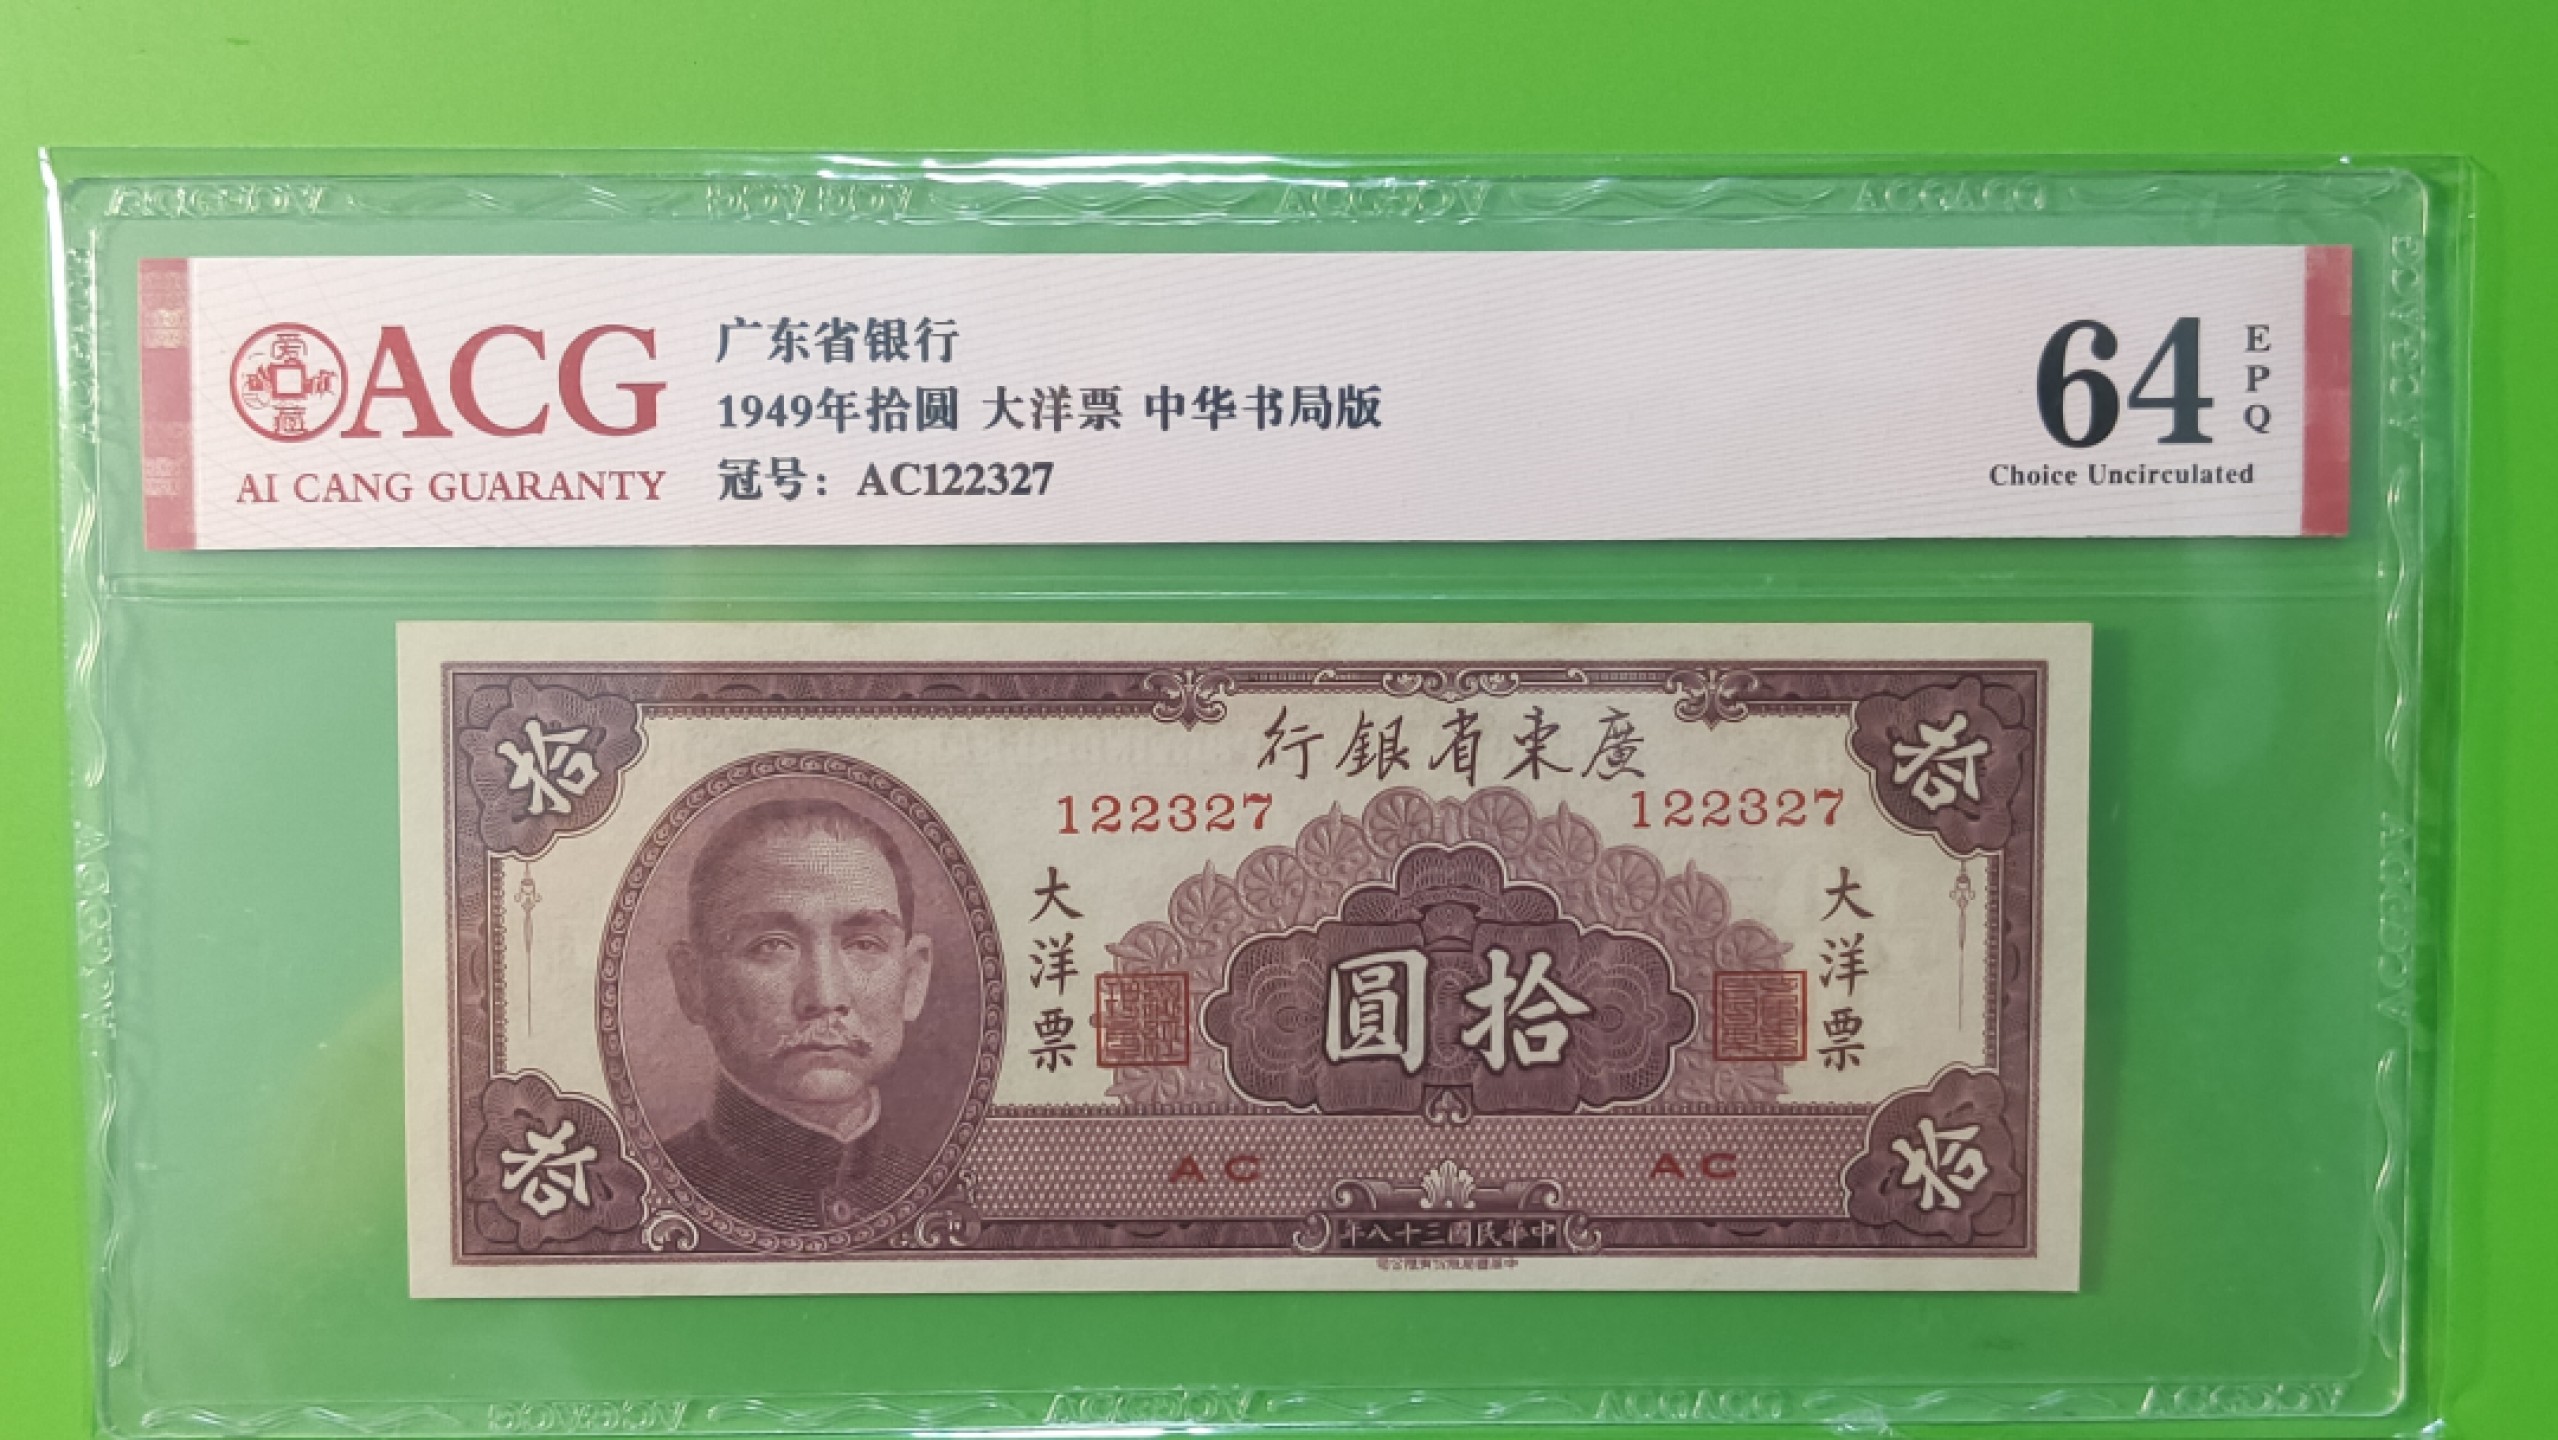 ACG
AI CANG GUARANTY
广东省银行
1949年拾圆 大洋票 中华书局版
冠号：AC122327
64
EPQ
Choice Uncirculated
廣東省銀行
122327 122327
拾 拾
大洋票 大洋票
拾圓
AC AC
拾 拾
中華民國三十八年